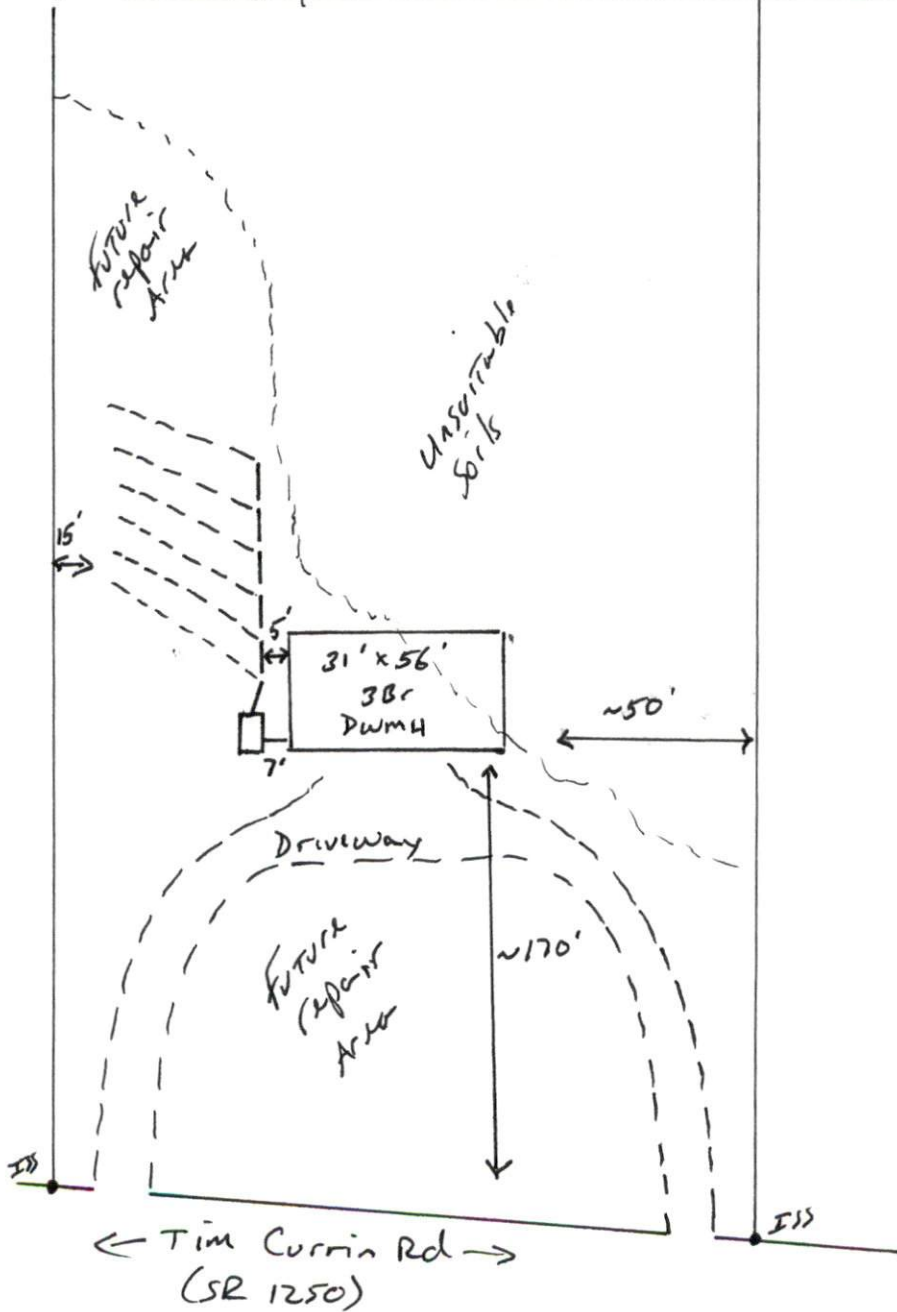 Future
repair
Area
Unsuitable
Soils
15'
5'
31' x 56'
3Br
DWMH
~50'
7'
Driveway
~170'
Future
repair
Area
ISS
ISS
← Tim Currin Rd →
(SR 1250)